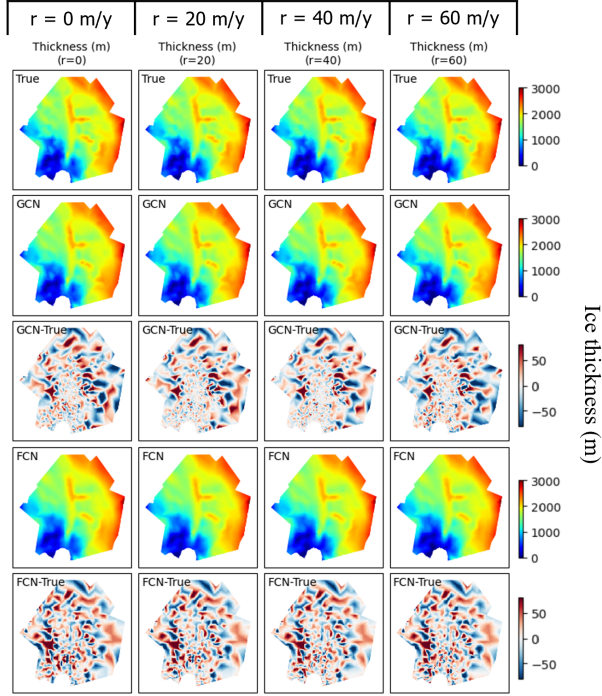 r = 0 m/y r = 20 m/y r = 40 m/y r = 60 m/y
Thickness (m) Thickness (m) Thickness (m) Thickness (m)
(r=0) (r=20) (r=40) (r=60)
True True True True
3000
2000
1000
0
GCN GCN GCN GCN
3000
2000
1000
0
GCN-True GCN-True GCN-True GCN-True
50
0
−50
FCN FCN FCN FCN
3000
2000
1000
0
FCN-True FCN-True FCN-True FCN-True
50
0
−50
Ice thickness (m)